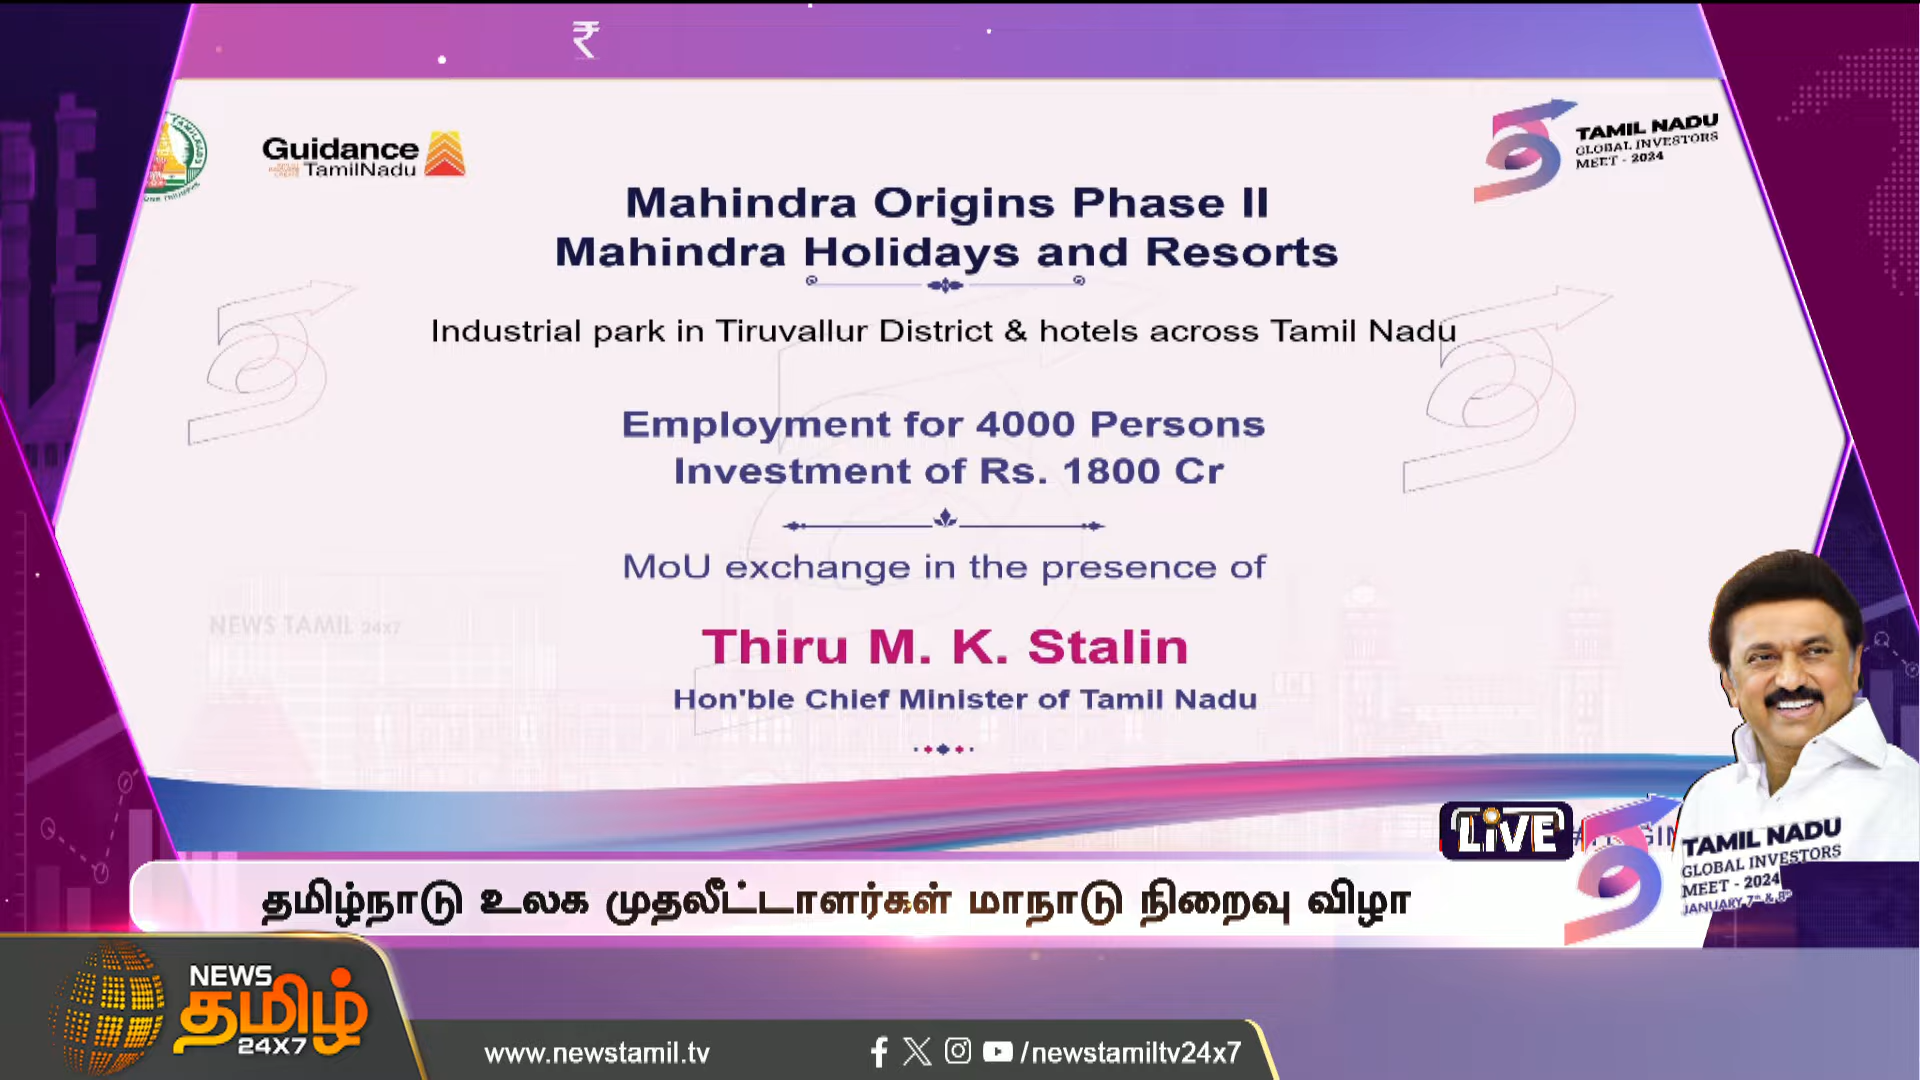 ₹
Guidance
TamilNadu
TAMIL NADU
GLOBAL INVESTORS
MEET - 2024
Mahindra Origins Phase II
Mahindra Holidays and Resorts
Industrial park in Tiruvallur District & hotels across Tamil Nadu
Employment for 4000 Persons
Investment of Rs. 1800 Cr
MoU exchange in the presence of
NEWS TAMIL 24x7
Thiru M. K. Stalin
Hon'ble Chief Minister of Tamil Nadu
LIVE
TAMIL NADU
GLOBAL INVESTORS
MEET - 2024
JANUARY 7th & 8th
தமிழ்நாடு உலக முதலீட்டாளர்கள் மாநாடு நிறைவு விழா
NEWS
தமிழ்
24X7
www.newstamil.tv
/newstamiltv24x7